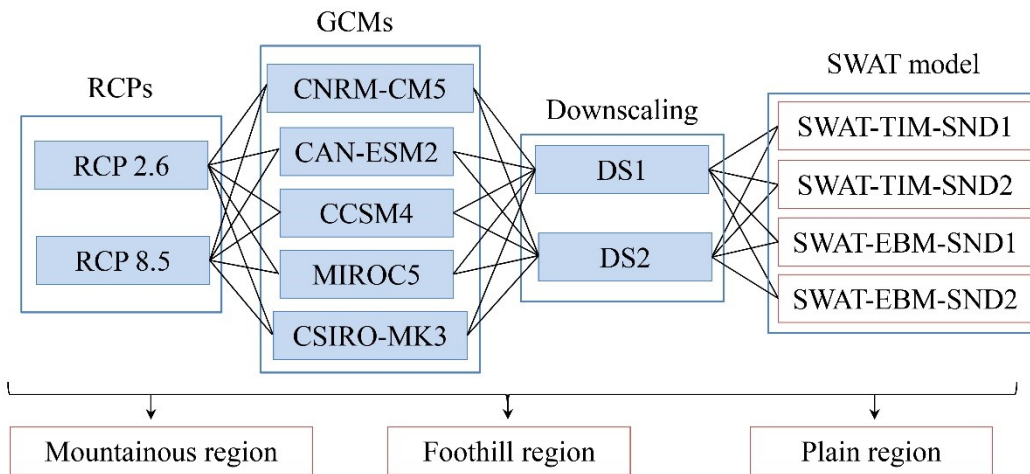 RCPs
RCP 2.6
RCP 8.5
GCMs
CNRM-CM5
CAN-ESM2
CCSM4
MIROC5
CSIRO-MK3
Downscaling
DS1
DS2
SWAT model
SWAT-TIM-SND1
SWAT-TIM-SND2
SWAT-EBM-SND1
SWAT-EBM-SND2
Mountainous region
Foothill region
Plain region